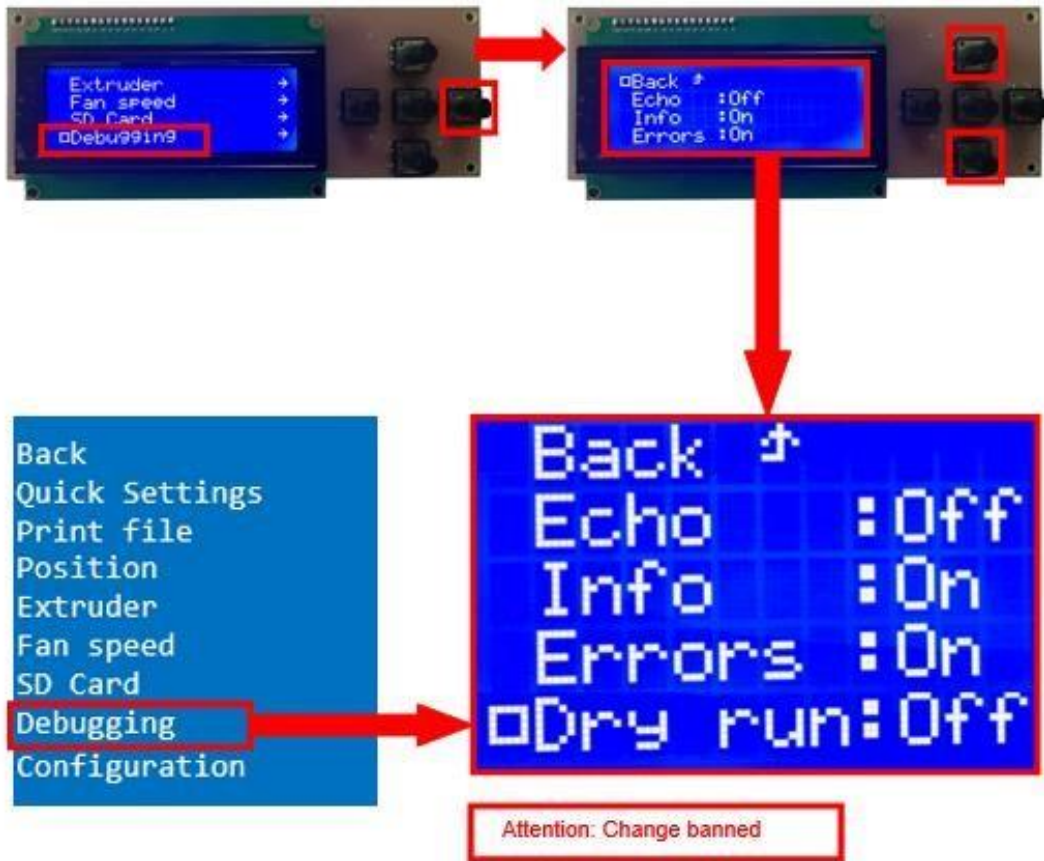 Extruder →
Fan speed →
SD Card →
Debugging →
Back
Echo :Off
Info :On
Errors :On
Back
Quick Settings
Print file
Position
Extruder
Fan speed
SD Card
Debugging
Configuration
Back
Echo :Off
Info :On
Errors :On
Dry run:Off
Attention: Change banned